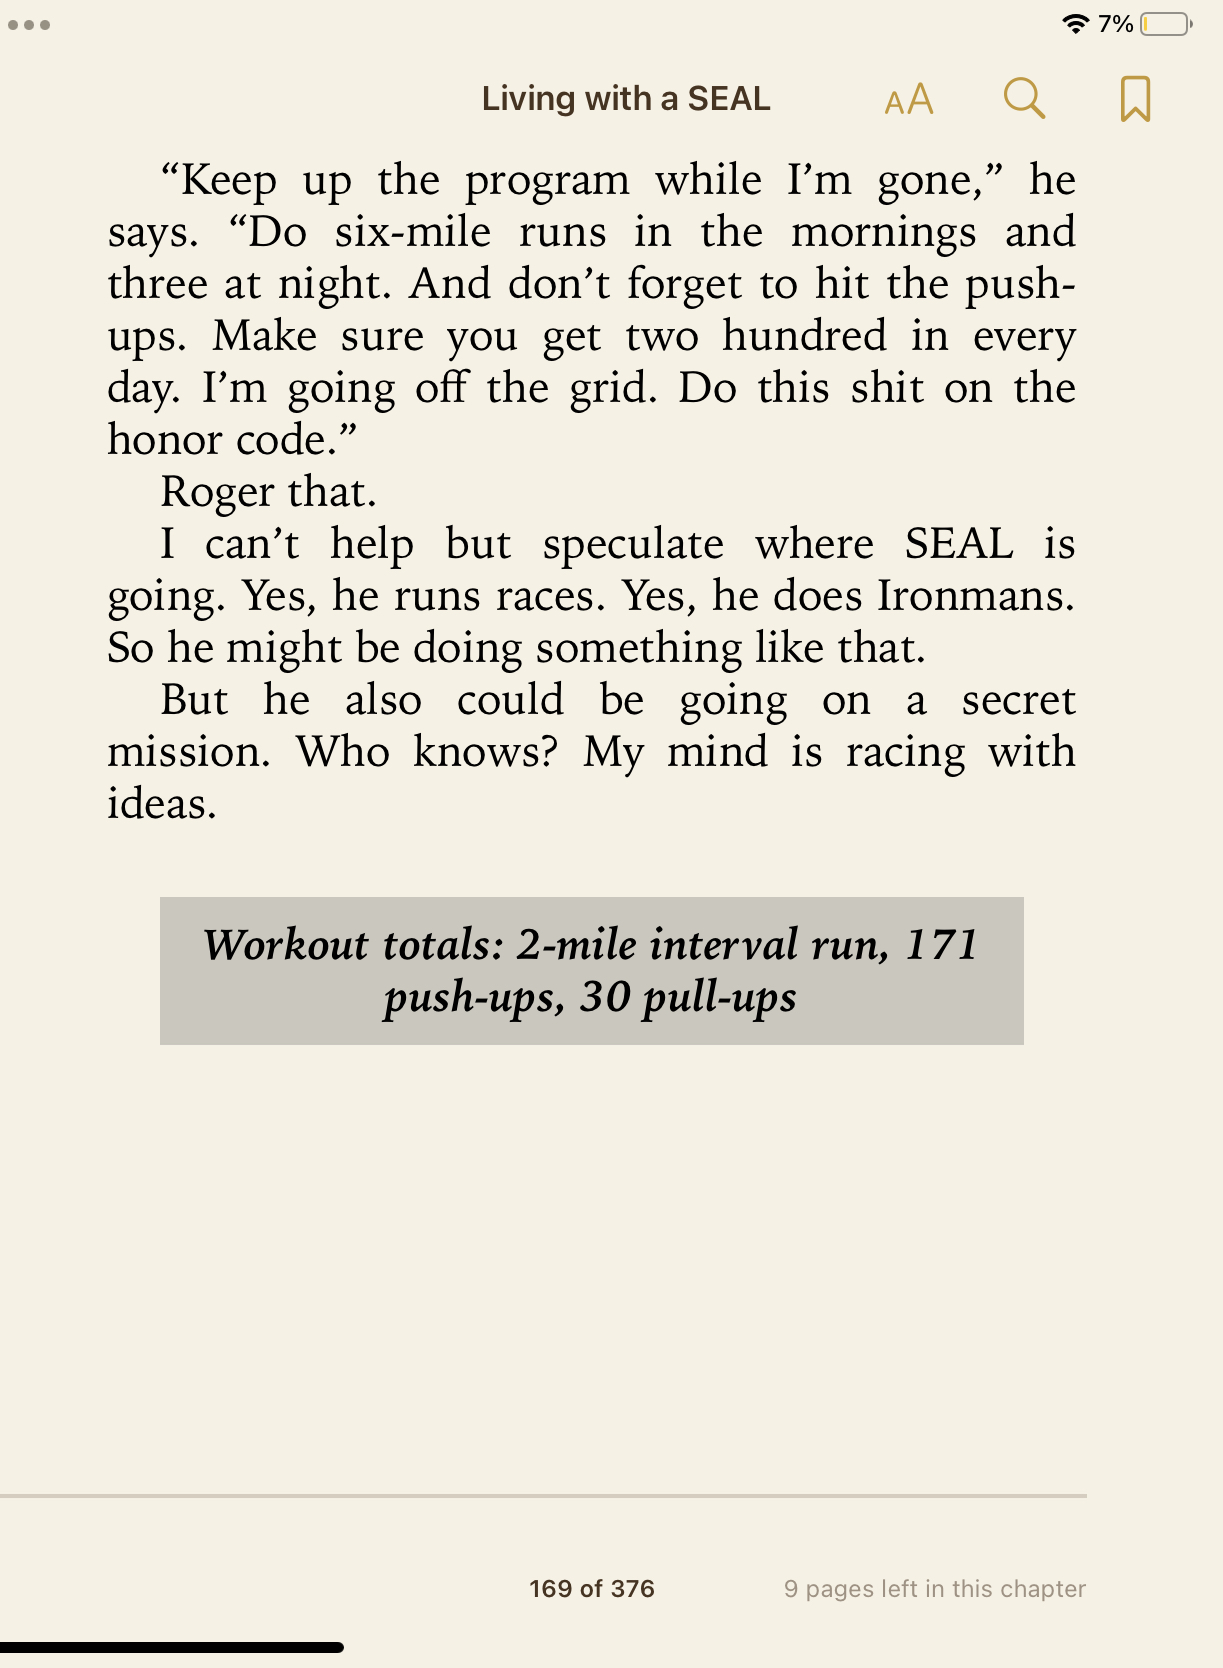 7%
Living with a SEAL
AA
“Keep up the program while I’m gone,” he
says. “Do six-mile runs in the mornings and
three at night. And don’t forget to hit the push-
ups. Make sure you get two hundred in every
day. I’m going off the grid. Do this shit on the
honor code.”
Roger that.
I can’t help but speculate where SEAL is
going. Yes, he runs races. Yes, he does Ironmans.
So he might be doing something like that.
But he also could be going on a secret
mission. Who knows? My mind is racing with
ideas.
Workout totals: 2-mile interval run, 171
push-ups, 30 pull-ups
169 of 376
9 pages left in this chapter